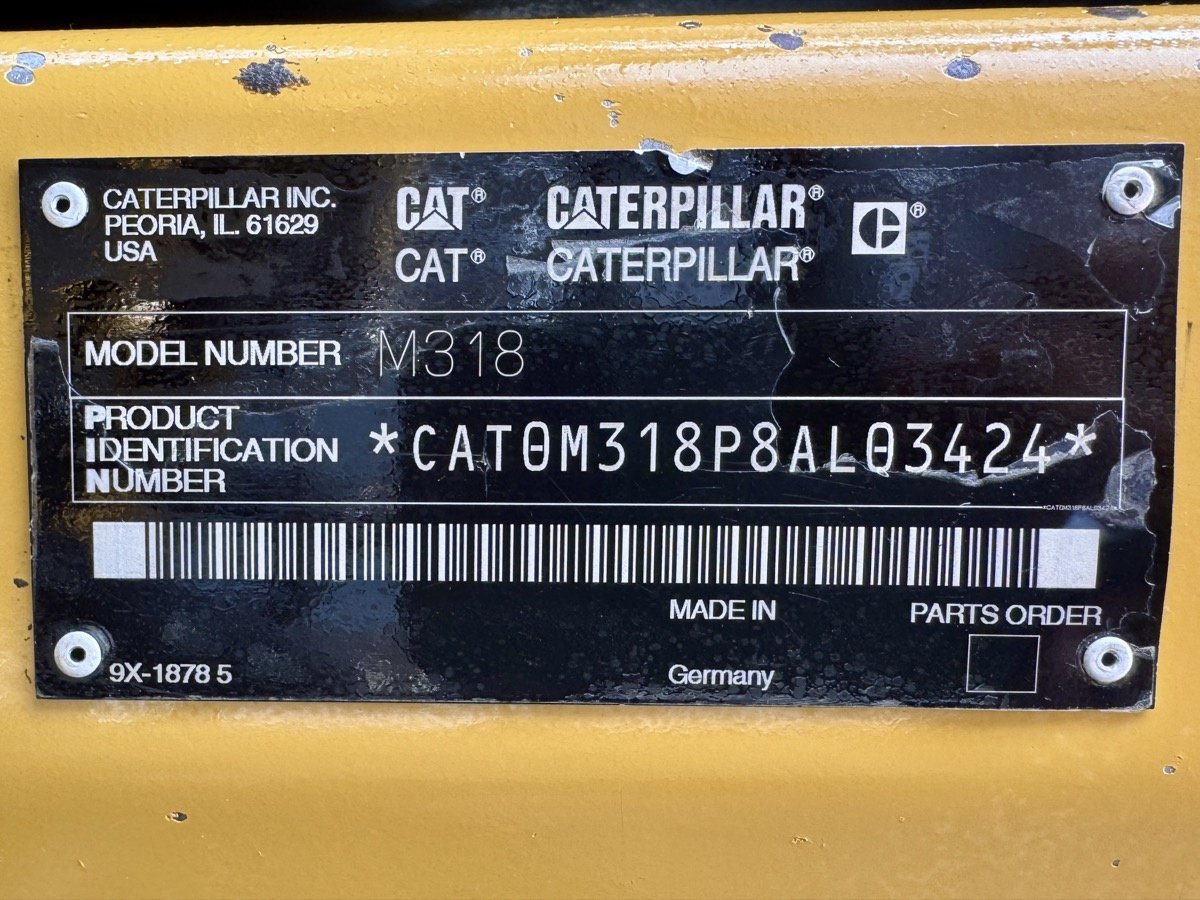 CATERPILLAR INC.
PEORIA, IL. 61629
USA
CAT® CATERPILLAR® ®
CAT® CATERPILLAR®
MODEL NUMBER M318
PRODUCT
IDENTIFICATION
NUMBER
*CAT0M318P8AL03424*
*CAT0M318P8AL03424*
MADE IN
PARTS ORDER
9X-1878 5
Germany